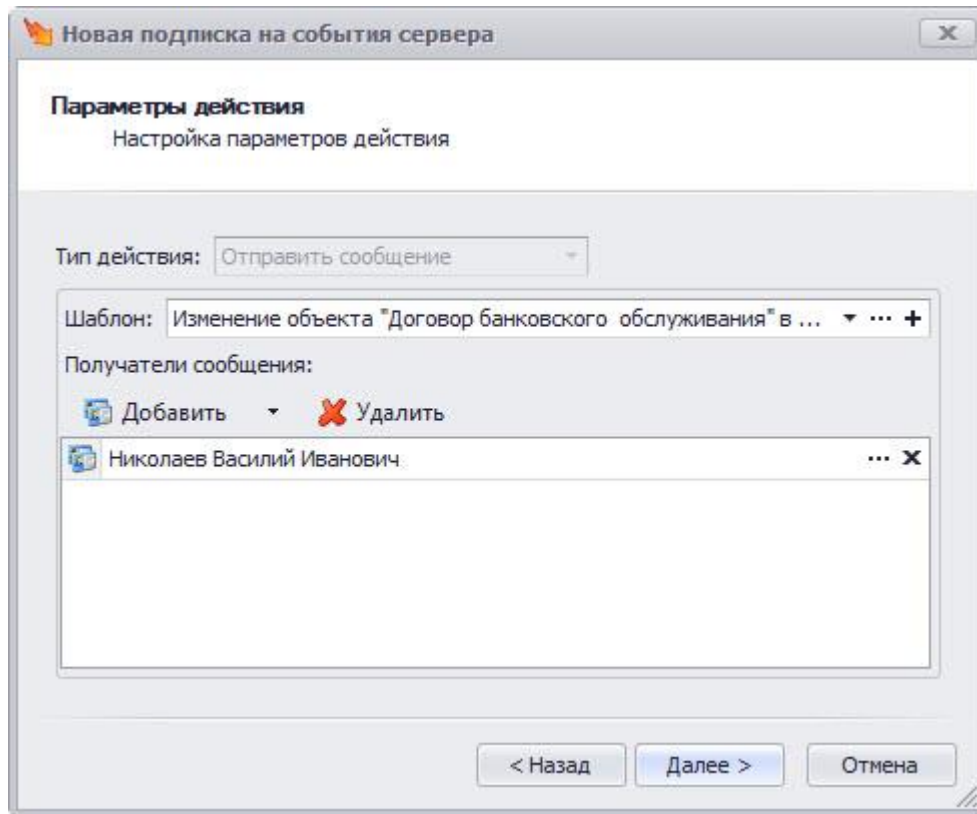 Новая подписка на события сервера
Параметры действия
Настройка параметров действия
Тип действия: Отправить сообщение
Шаблон: Изменение объекта "Договор банковского обслуживания" в ...
Получатели сообщения:
Добавить Удалить
Николаев Василий Иванович
< Назад Далее > Отмена